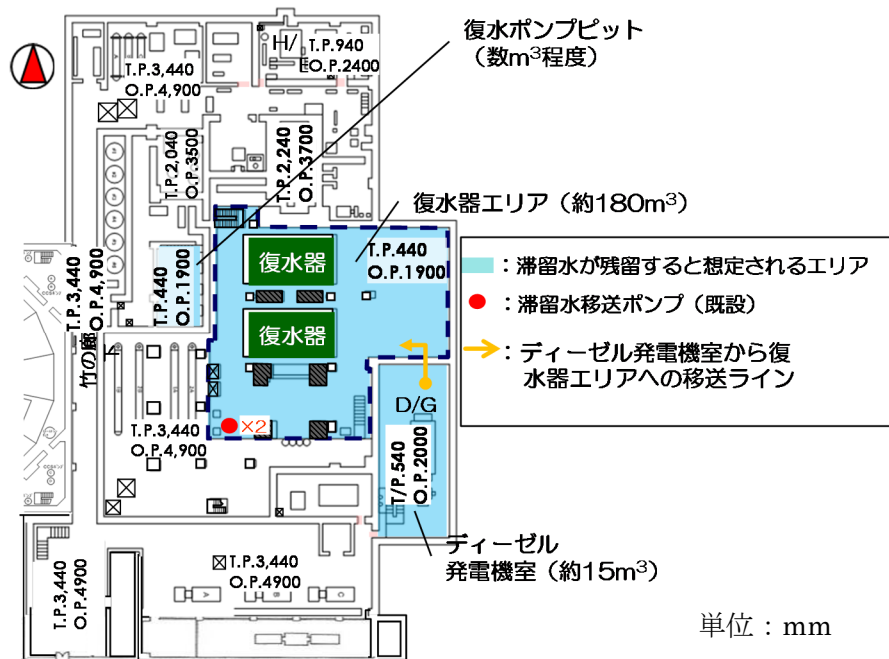 復水ポンプピット
（数m³程度）
H/
T.P.940
O.P.2400
T.P.3,440
O.P.4,900
T.P.2,040
O.P.3500
T.P.2,240
O.P.3700
復水器エリア（約180m³）
T.P.440
O.P.1900
復水器
T.P.440
O.P.1900
T.P.3,440
O.P.4,900
復水器
：滞留水が残留すると想定されるエリア
：滞留水移送ポンプ（既設）
：ディーゼル発電機室から復
水器エリアへの移送ライン
竹の廊下
D/G
×2
T.P.3,440
O.P.4,900
T/P.540
O.P.2000
ディーゼル
発電機室（約15m³）
T.P.3,440
O.P.4900
T.P.3,440
O.P.4900
A
B
C
単位：mm